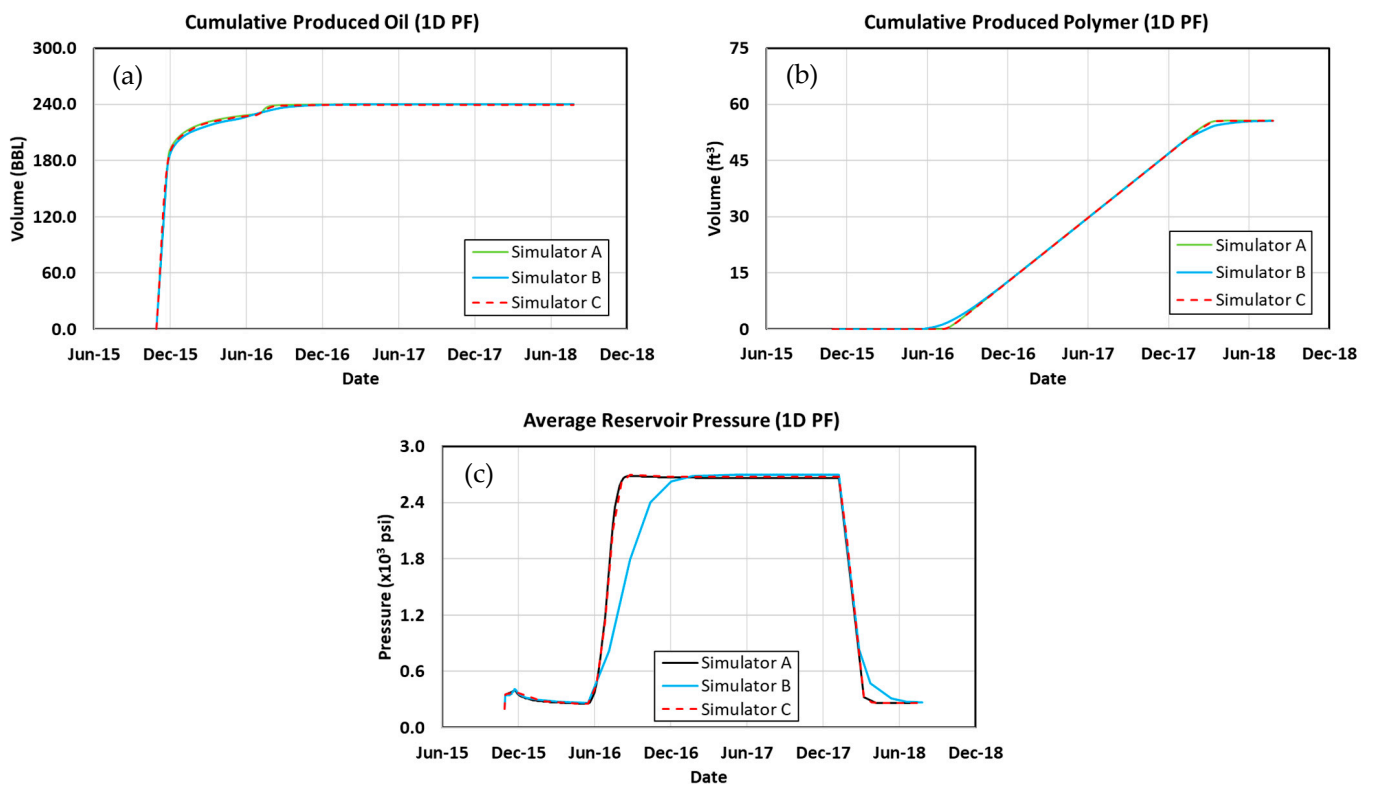 Cumulative Produced Oil (1D PF)
(a)
Volume (BBL)
300.0
240.0
180.0
120.0
60.0
0.0
Simulator A
Simulator B
Simulator C
Jun-15 Dec-15 Jun-16 Dec-16 Jun-17 Dec-17 Jun-18 Dec-18
Date
Cumulative Produced Polymer (1D PF)
(b)
Volume (ft³)
75
60
45
30
15
0
Simulator A
Simulator B
Simulator C
Jun-15 Dec-15 Jun-16 Dec-16 Jun-17 Dec-17 Jun-18 Dec-18
Date
Average Reservoir Pressure (1D PF)
(c)
Pressure (x10³ psi)
3.0
2.4
1.8
1.2
0.6
0.0
Simulator A
Simulator B
Simulator C
Jun-15 Dec-15 Jun-16 Dec-16 Jun-17 Dec-17 Jun-18 Dec-18
Date